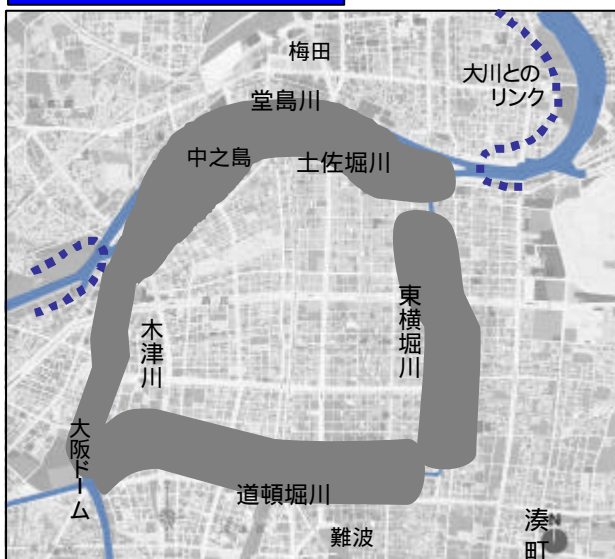 梅田
大川との
リンク
堂島川
中之島
土佐堀川
東横堀川
木津川
大阪ドーム
道頓堀川
難波
湊町